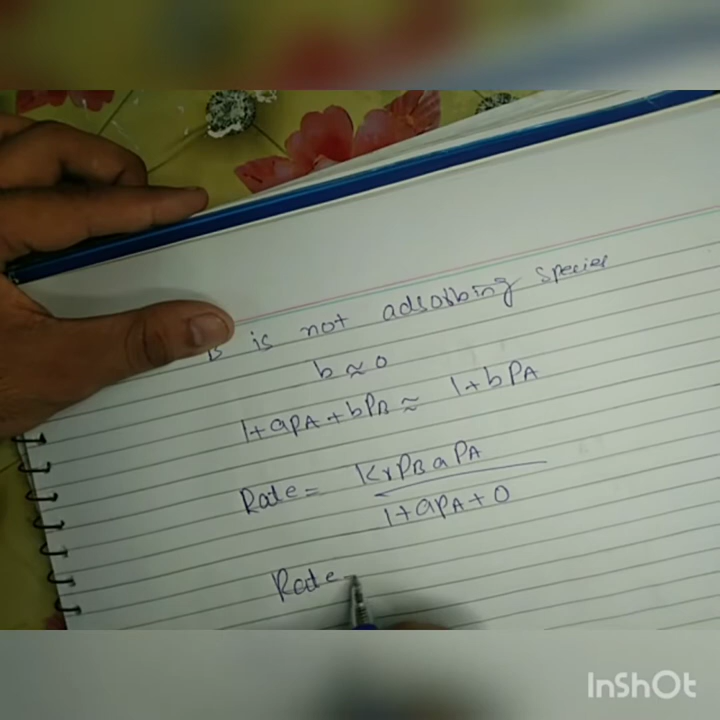 B is not adsorbing species
b ≈ 0
1+aPA+bPB ≈ 1+bPA
Rate = KrPBaPA
1+aPA+0
Rate
InShOt